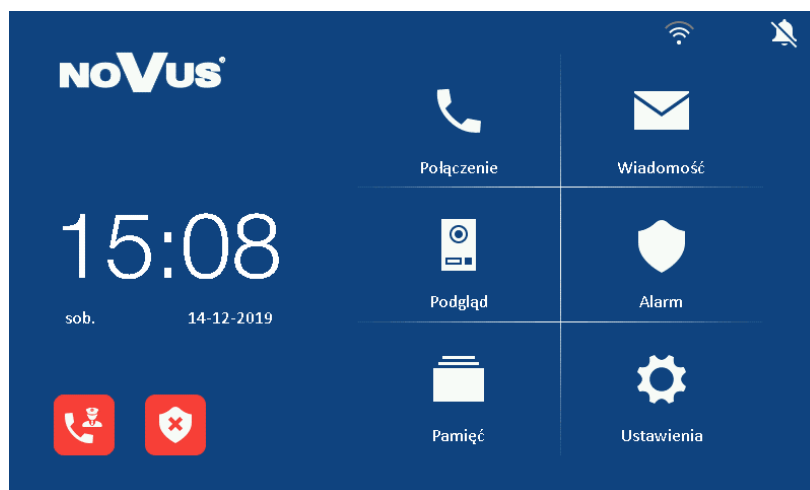 NOVUS
Połączenie
Wiadomość
15:08
sob.
14-12-2019
Podgląd
Alarm
Pamięć
Ustawienia